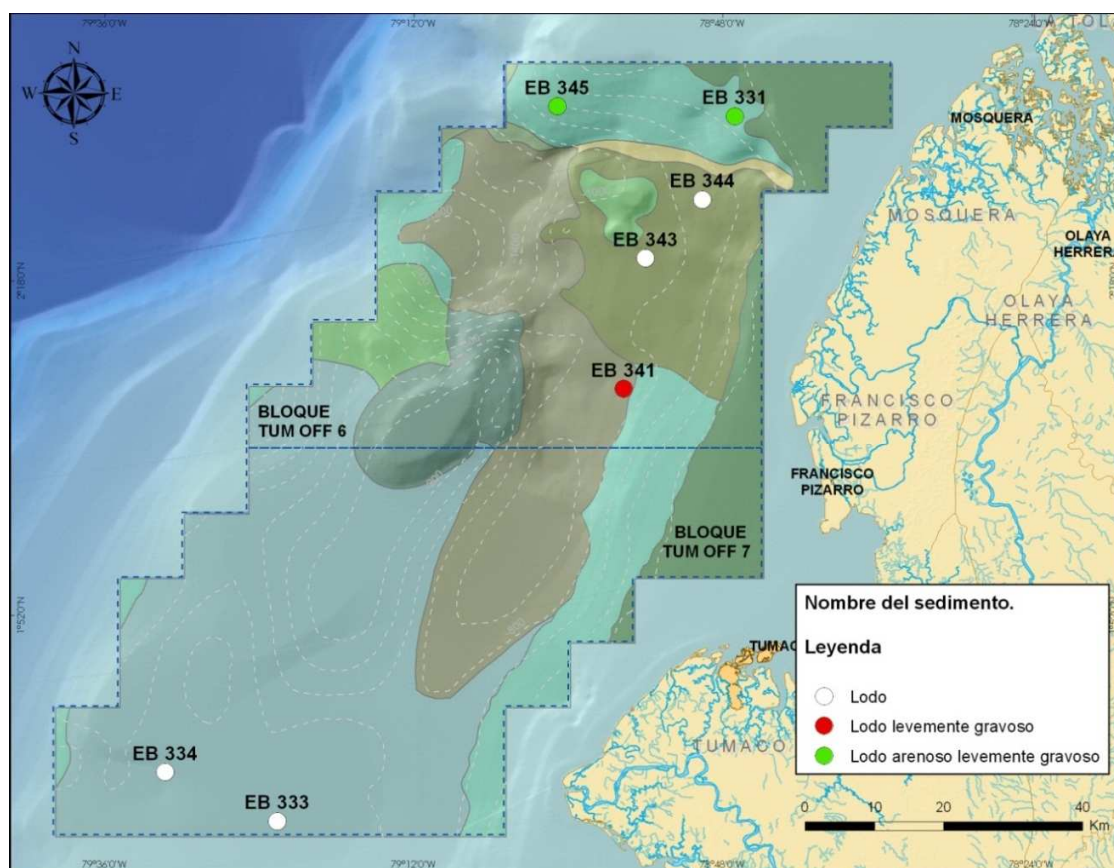 79°36'0"W 79°12'0"W 78°48'0"W 78°24'0"W
LA TOLA
N
W E
S
EB 345
EB 331
MOSQUERA
EB 344
MOSQUERA
EB 343
OLAYA
HERRERA
2°18'0"N
OLAYA
HERRERA
EB 341
FRANCISCO
PIZARRO
BLOQUE
TUM OFF 6
FRANCISCO
PIZARRO
BLOQUE
TUM OFF 7
1°52'0"N
Nombre del sedimento.
Leyenda
TUMACO
Lodo
Lodo levemente gravoso
Lodo arenoso levemente gravoso
TUMACO
EB 334
EB 333
0 10 20 40
Km
79°36'0"W 79°12'0"W 78°48'0"W 78°24'0"W